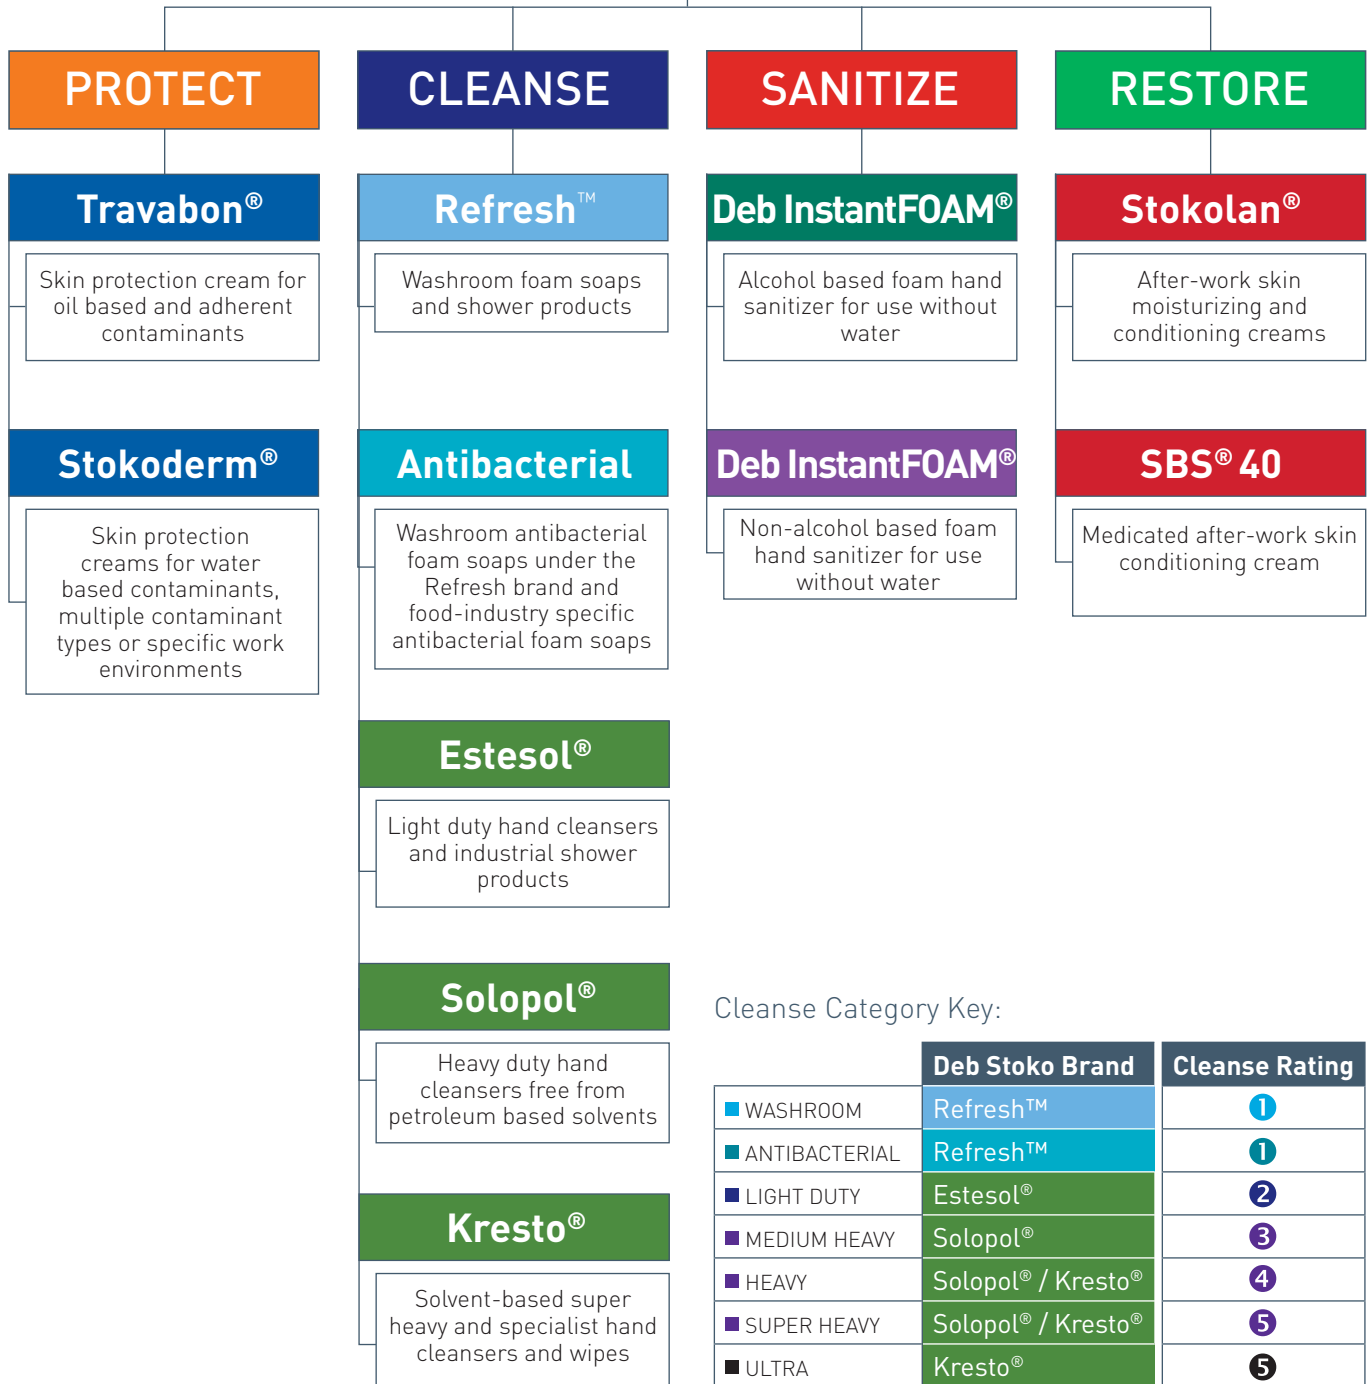 PROTECT
Travabon®
Skin protection cream for
oil based and adherent
contaminants
Stokoderm®
Skin protection
creams for water
based contaminants,
multiple contaminant
types or specific work
environments
CLEANSE
Refresh™
Washroom foam soaps
and shower products
Antibacterial
Washroom antibacterial
foam soaps under the
Refresh brand and
food-industry specific
antibacterial foam soaps
Estesol®
Light duty hand cleansers
and industrial shower
products
Solopol®
Heavy duty hand
cleansers free from
petroleum based solvents
Kresto®
Solvent-based super
heavy and specialist hand
cleansers and wipes
SANITIZE
Deb InstantFOAM®
Alcohol based foam hand
sanitizer for use without
water
Deb InstantFOAM®
Non-alcohol based foam
hand sanitizer for use
without water
RESTORE
Stokolan®
After-work skin
moisturizing and
conditioning creams
SBS® 40
Medicated after-work skin
conditioning cream
Cleanse Category Key:
Deb Stoko Brand Cleanse Rating
WASHROOM Refresh™ 1
ANTIBACTERIAL Refresh™ 1
LIGHT DUTY Estesol® 2
MEDIUM HEAVY Solopol® 3
HEAVY Solopol® / Kresto® 4
SUPER HEAVY Solopol® / Kresto® 5
ULTRA Kresto® 5